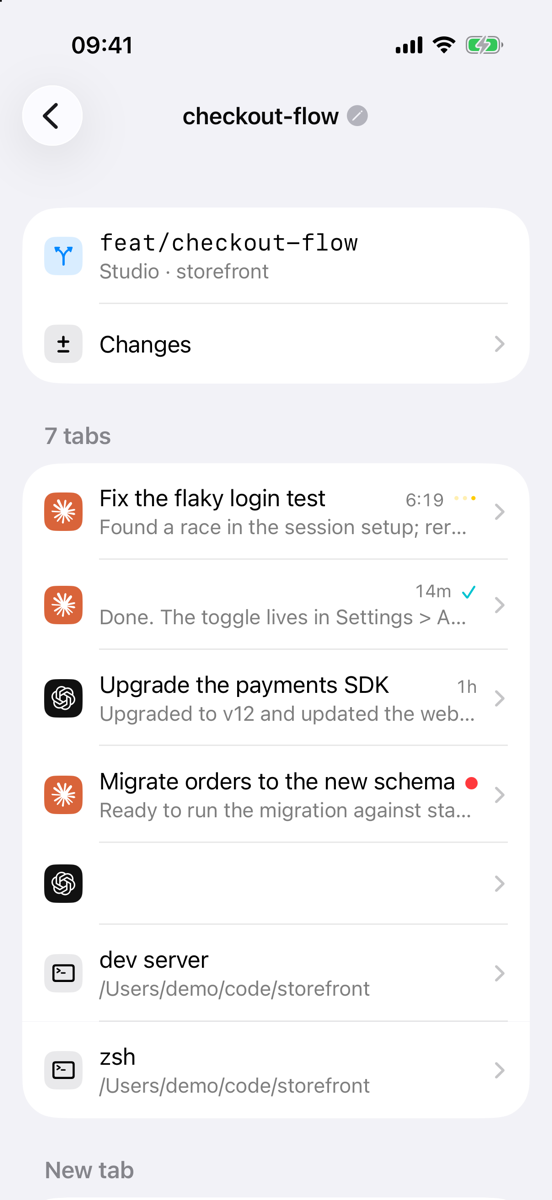 09:41
checkout-flow
feat/checkout-flow
Studio · storefront
±
Changes
7 tabs
Fix the flaky login test 6:19
Found a race in the session setup; rer...
14m ✓
Done. The toggle lives in Settings > A...
Upgrade the payments SDK 1h
Upgraded to v12 and updated the web...
Migrate orders to the new schema
Ready to run the migration against sta...
dev server
/Users/demo/code/storefront
zsh
/Users/demo/code/storefront
New tab